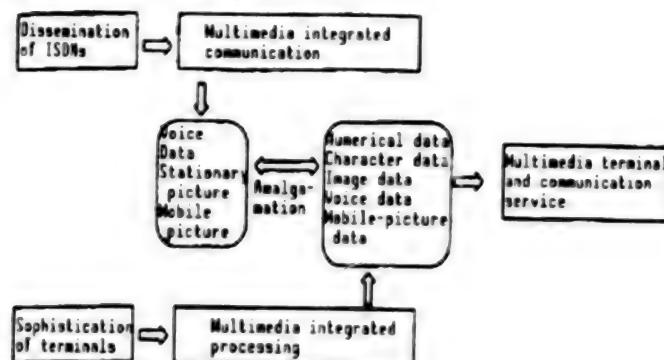 Dissemination
of ISDNs
Multimedia integrated
communication
Voice
Data
Stationary
picture
Mobile
picture
Amalga-
mation
Numerical data
Character data
Image data
Voice data
Mobile-picture
data
Multimedia terminal
and communication
service
Sophistication
of terminals
Multimedia integrated
processing